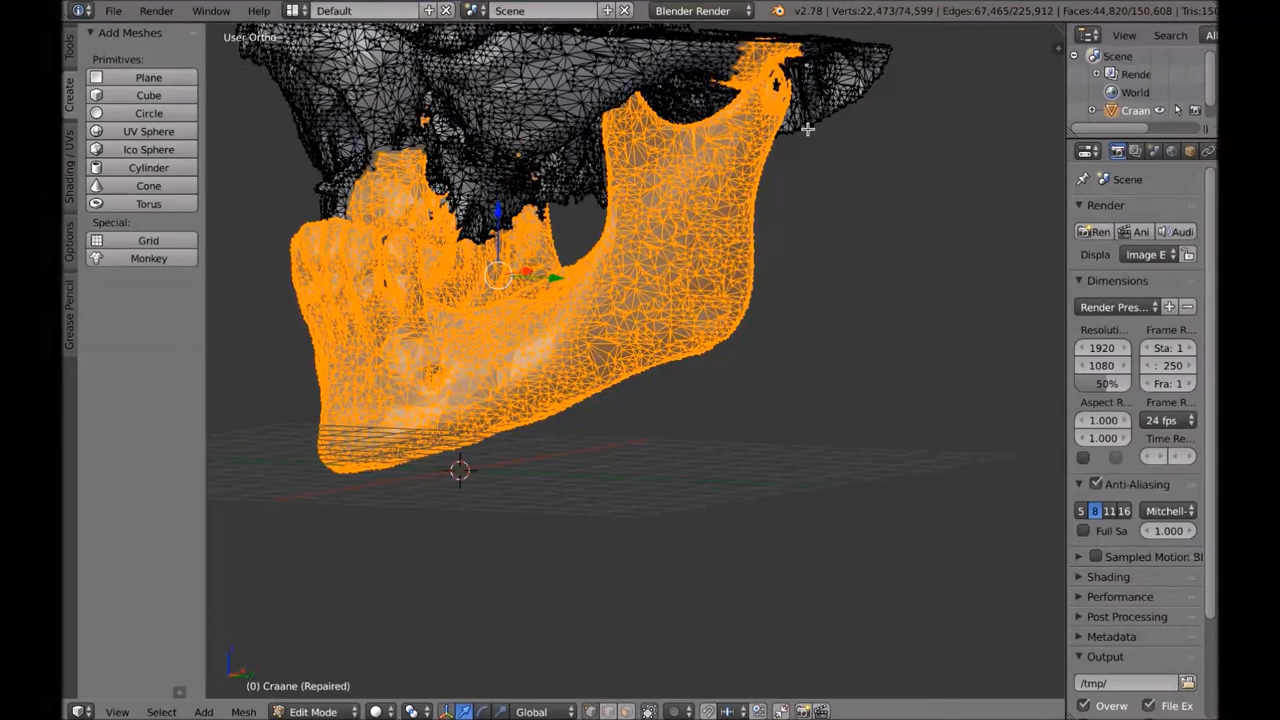 File Render Window Help Default Scene Blender Render v2.78 | Verts:22,473/74,599 | Edges:67,465/225,912 | Faces:44,820/150,608 | Tris:150
Tools
Create
Shading / UVs
Options
Grease Pencil
Add Meshes
Primitives:
Plane
Cube
Circle
UV Sphere
Ico Sphere
Cylinder
Cone
Torus
Special:
Grid
Monkey
User Ortho
(0) Craane (Repaired)
View Search All
Scene
Rende
World
Craan
Scene
Render
Ren Ani Audi
Displa Image E
Dimensions
Render Pres...
Resoluti... Frame R...
1920 Sta: 1
1080 : 250
50% Fra: 1
Aspect R... Frame R...
1.000 24 fps
1.000 Time Re...
Anti-Aliasing
5 8 11 16 Mitchell-
Full Sa 1.000
Sampled Motion Bl
Shading
Performance
Post Processing
Metadata
Output
/tmp/
Overw File Ex
View Select Add Mesh Edit Mode Global